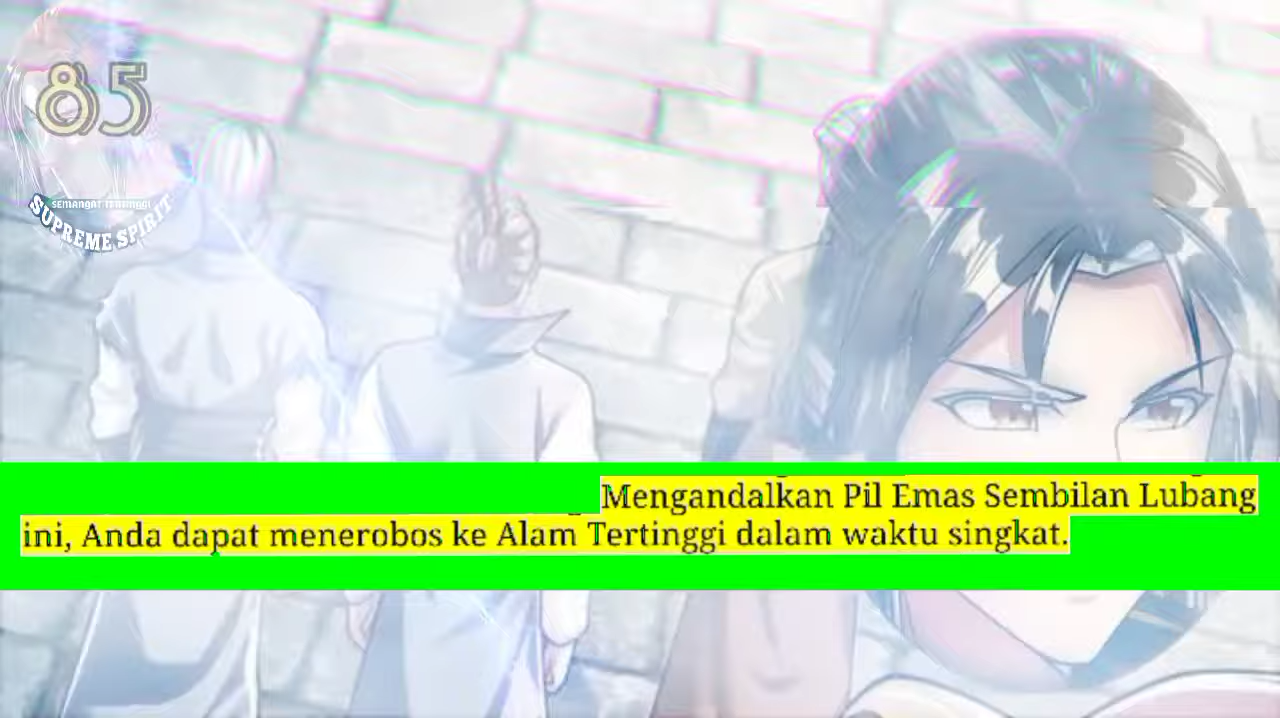 85
SEMANGAT TERTINGGI
SUPREME SPIRIT
Mengandalkan Pil Emas Sembilan Lubang
ini, Anda dapat menerobos ke Alam Tertinggi dalam waktu singkat.